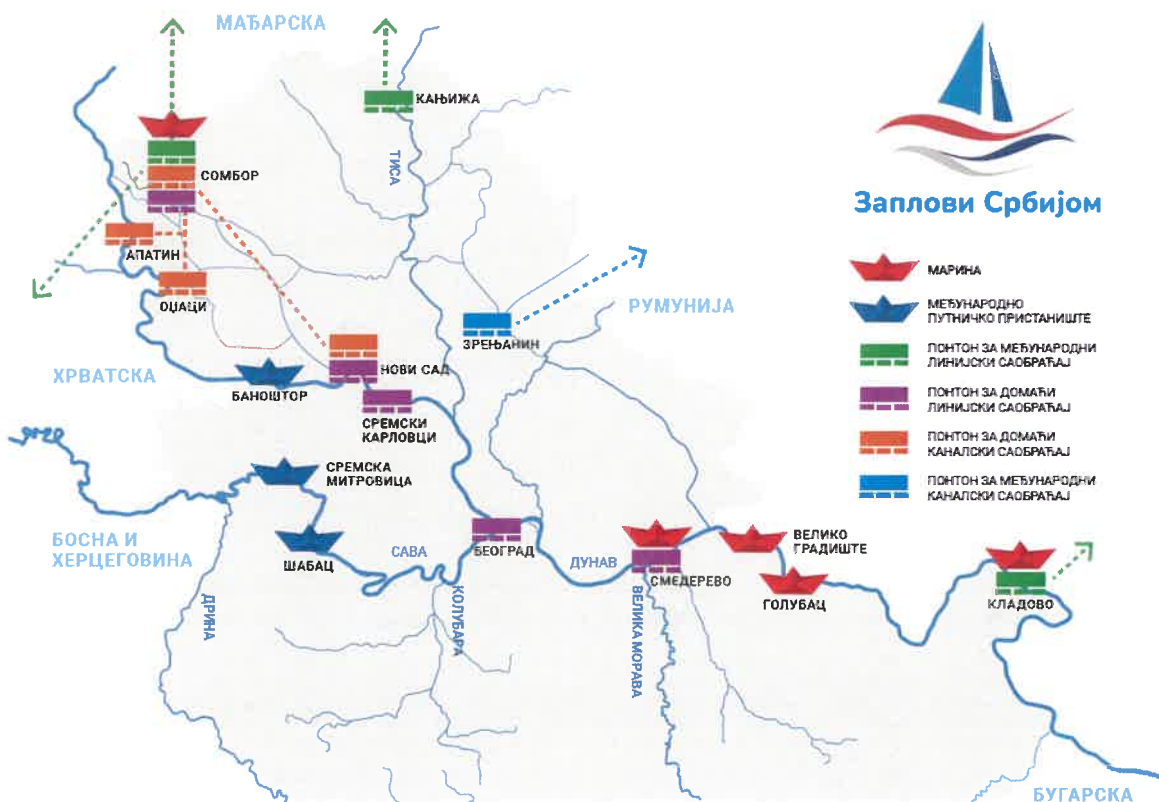 МАЂАРСКА
КАЊИЖА
ТИСА
СОМБОР
Заплови Србијом
АПАТИН
ОЏАЦИ
МАРИНА
МЕЂУНАРОДНО
ПУТНИЧКО ПРИСТАНИШТЕ
РУМУНИЈА
ЗРЕЊАНИН
ПОНТОН ЗА МЕЂУНАРОДНИ
ЛИНИЈСКИ САОБРАЋАЈ
ХРВАТСКА
БАНОШТОР
НОВИ САД
ПОНТОН ЗА ДОМАЋИ
ЛИНИЈСКИ САОБРАЋАЈ
СРЕМСКИ
КАРЛОВЦИ
ПОНТОН ЗА ДОМАЋИ
КАНАЛСКИ САОБРАЋАЈ
СРЕМСКА
МИТРОВИЦА
ПОНТОН ЗА МЕЂУНАРОДНИ
КАНАЛСКИ САОБРАЋАЈ
БОСНА И
ХЕРЦЕГОВИНА
ШАБАЦ
САВА
БЕОГРАД
ДУНАВ
СМЕДЕРЕВО
ВЕЛИКО
ГРАДИШТЕ
ГОЛУБАЦ
КЛАДОВО
ДРИНА
КОЛУБАРА
ВЕЛИКА МОРАВА
БУГАРСКА